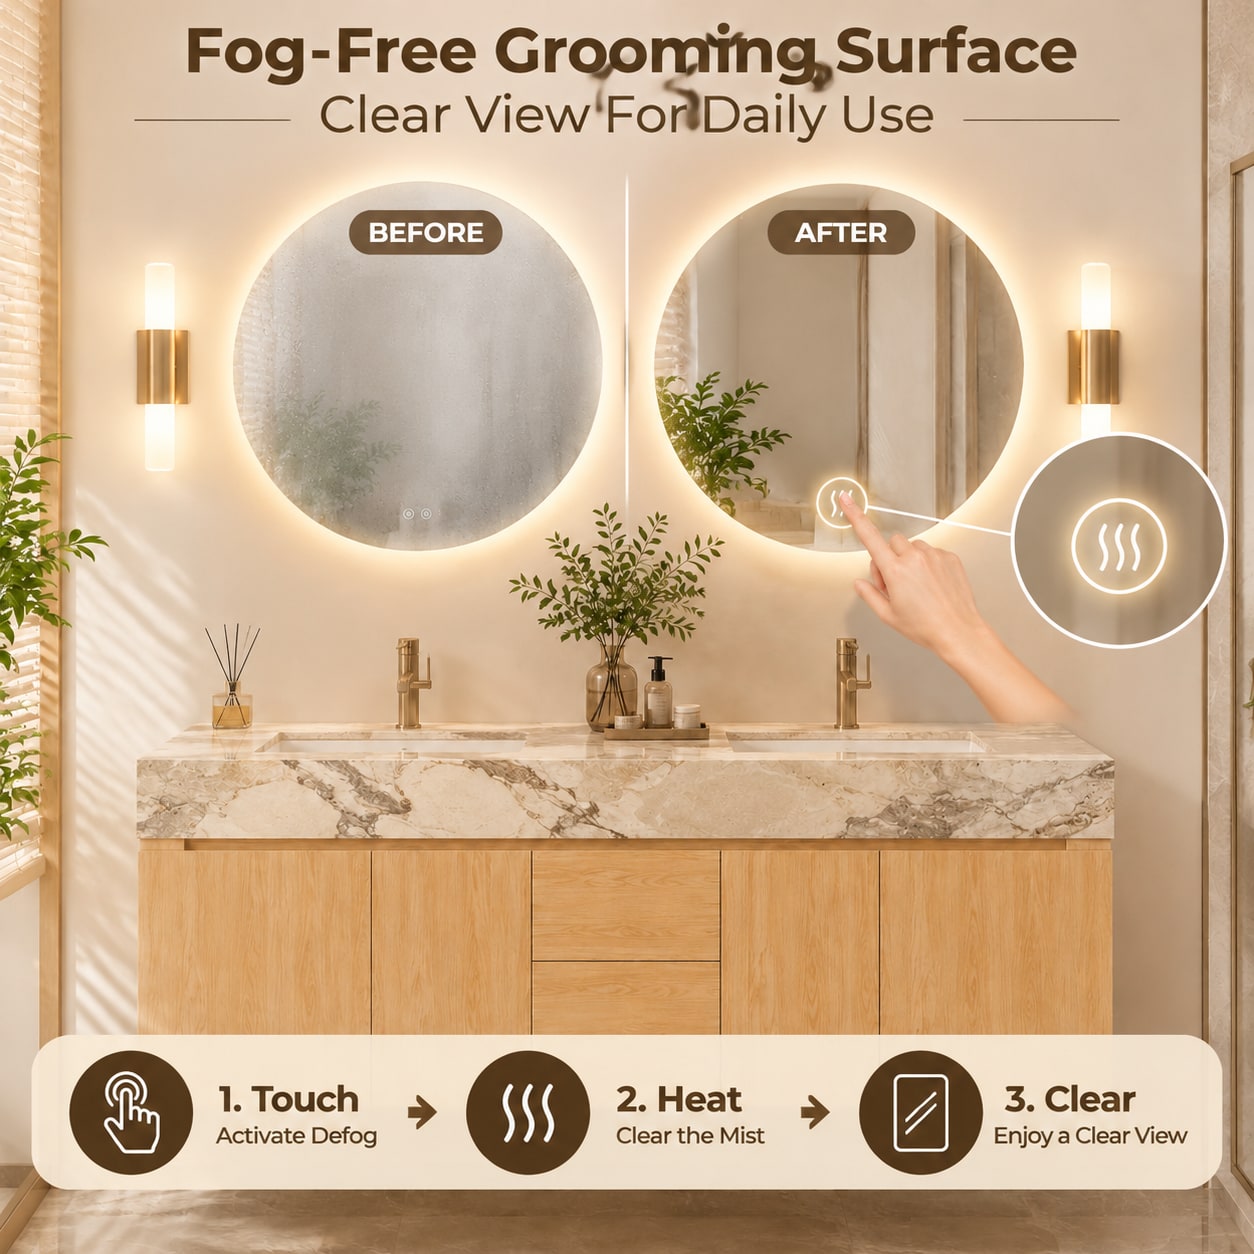 Fog-Free Grooming Surface
Clear View For Daily Use
BEFORE
AFTER
1. Touch
Activate Defog
2. Heat
Clear the Mist
3. Clear
Enjoy a Clear View